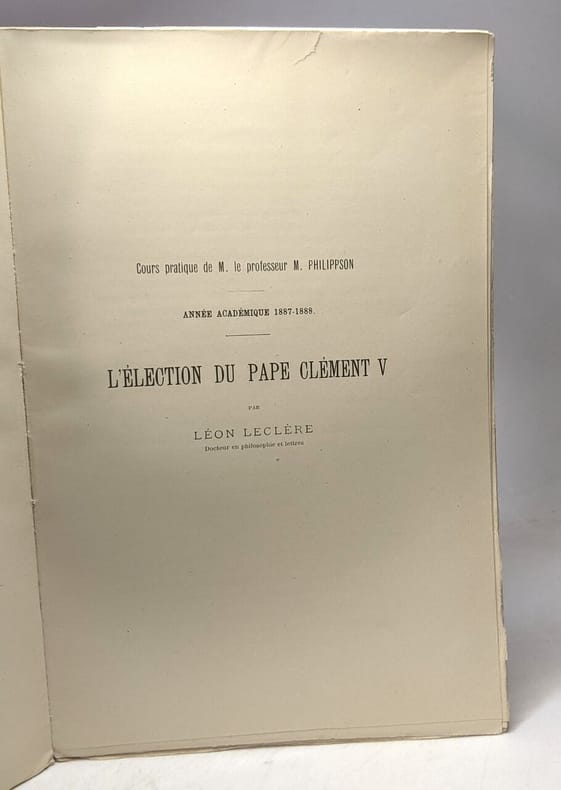 Cours pratique de M. le professeur M. PHILIPPSON
ANNÉE ACADÉMIQUE 1887-1888.
L'ÉLECTION DU PAPE CLÉMENT V
PAR
LÉON LECLÈRE
Docteur en philosophie et lettres